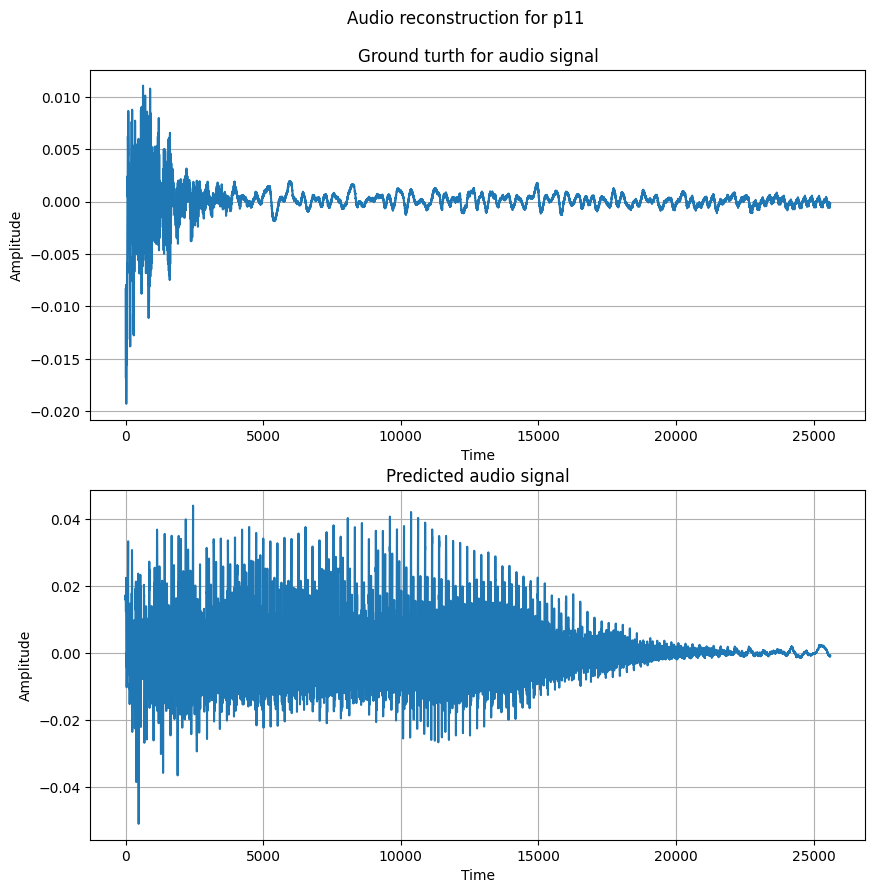 Audio reconstruction for p11
Ground turth for audio signal
0.010
0.005
0.000
−0.005
−0.010
−0.015
−0.020
Amplitude
0 5000 10000 15000 20000 25000
Time
Predicted audio signal
0.04
0.02
0.00
−0.02
−0.04
Amplitude
0 5000 10000 15000 20000 25000
Time